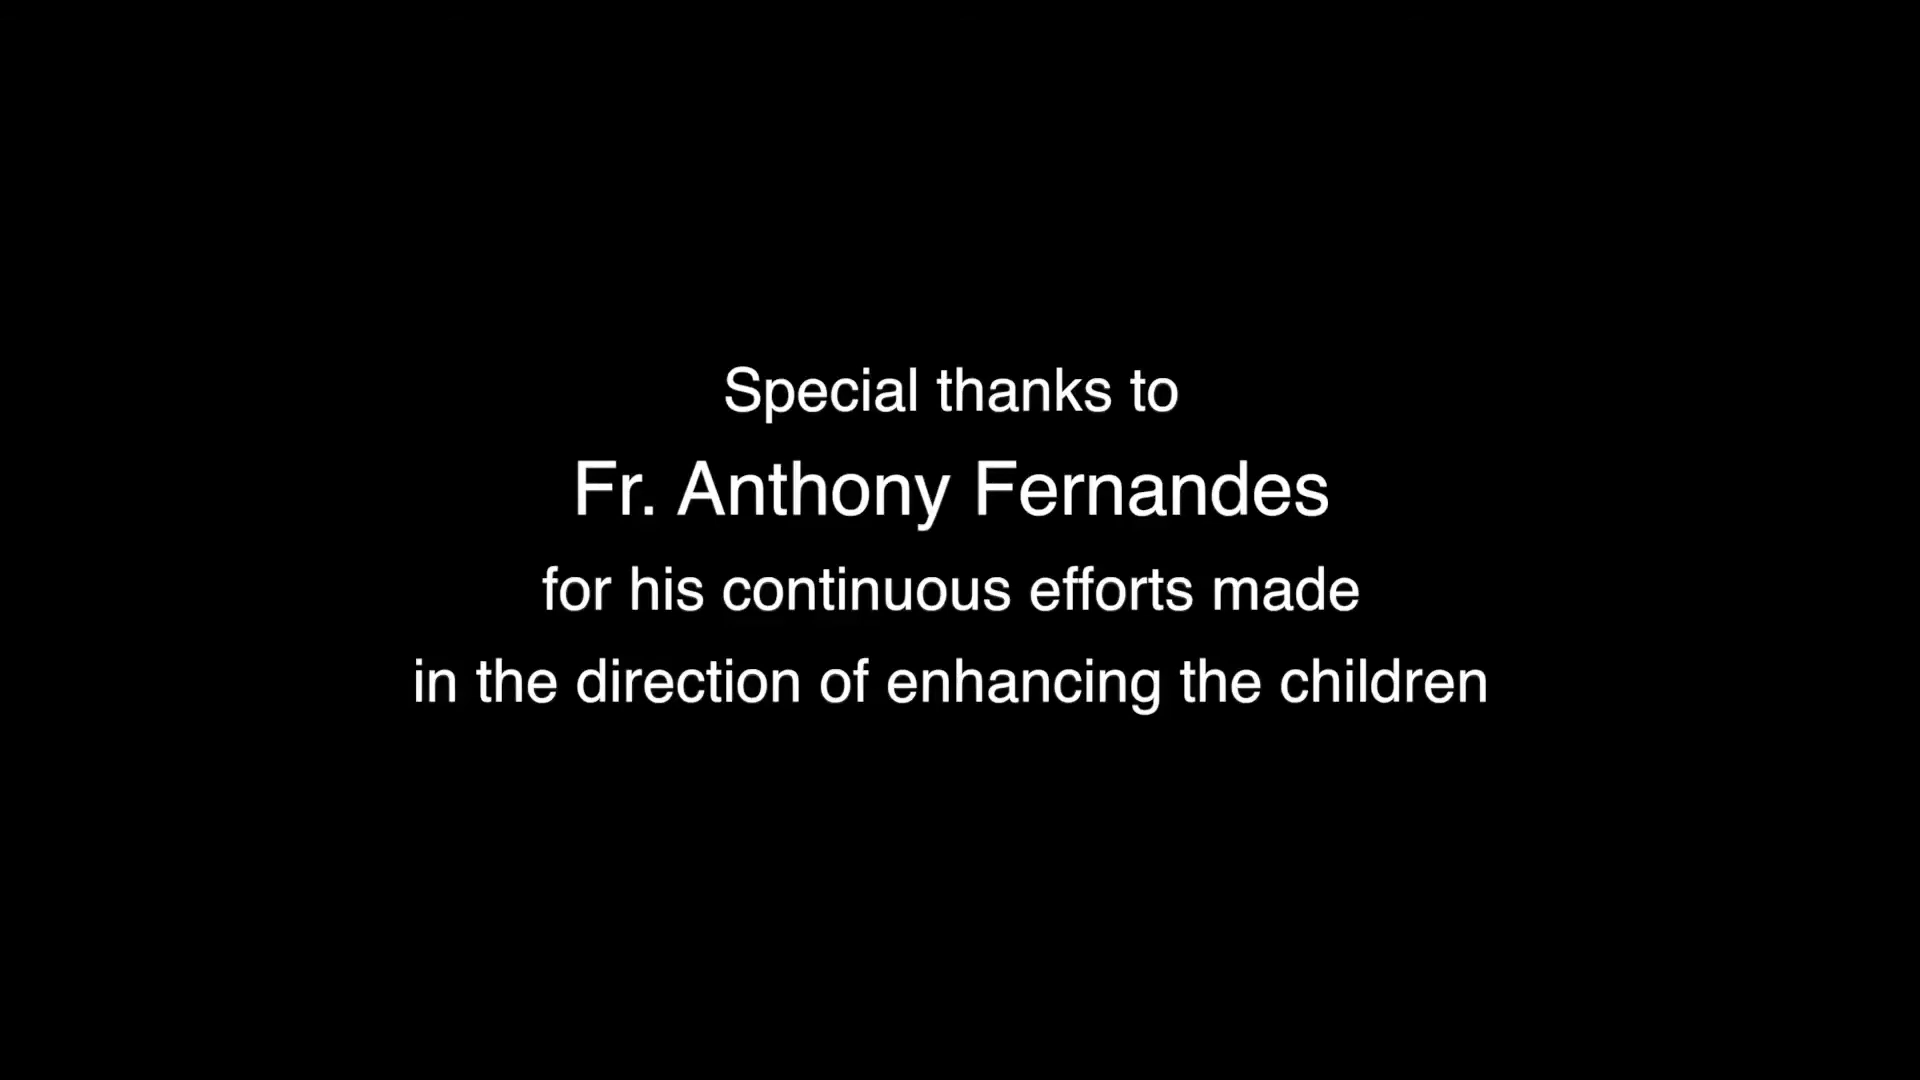 Special thanks to
Fr. Anthony Fernandes
for his continuous efforts made
in the direction of enhancing the children